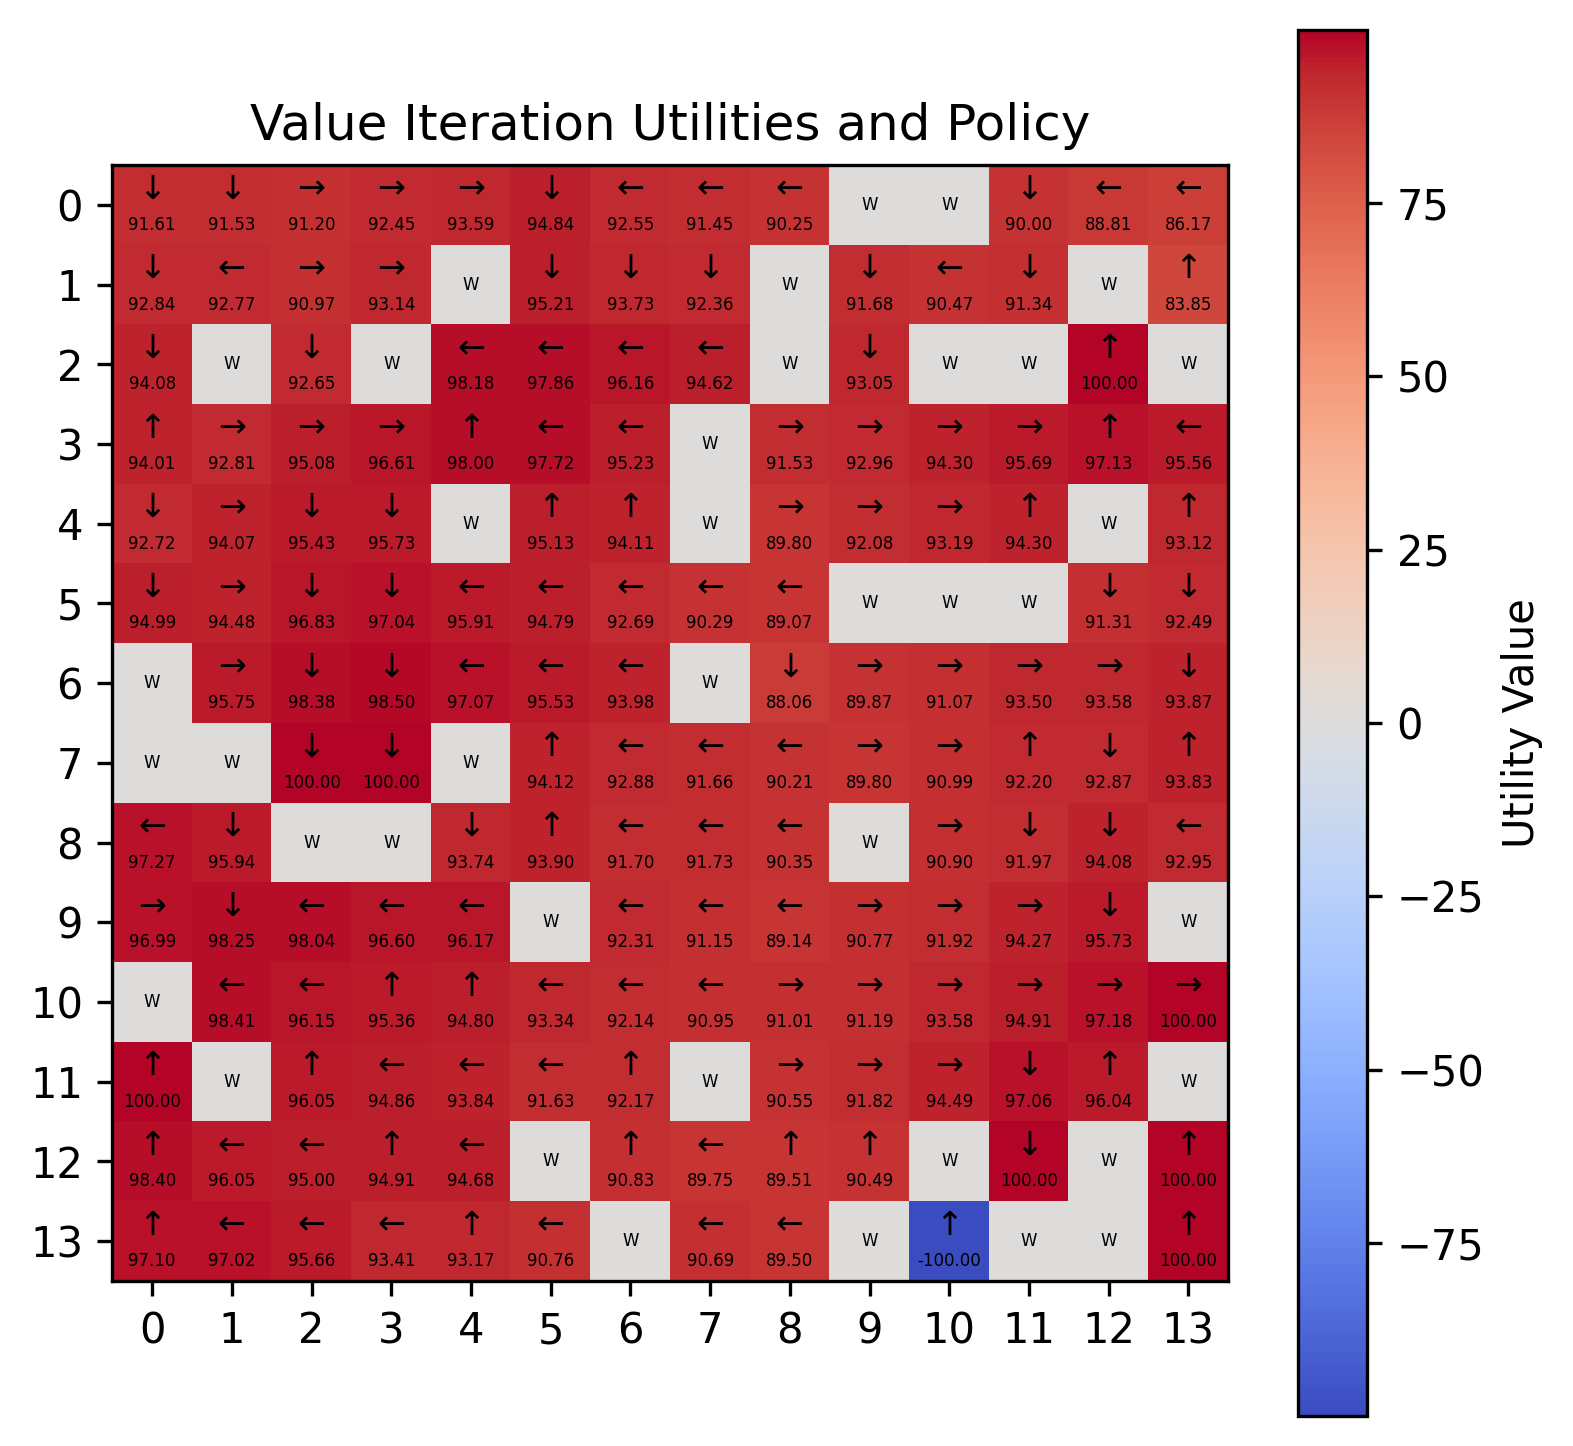 Value Iteration Utilities and Policy
0 ↓ ↓ → → → ↓ ← ← ← W W ↓ ← ←
91.61 91.53 91.20 92.45 93.59 94.84 92.55 91.45 90.25 90.00 88.81 86.17
1 ↓ ← → → W ↓ ↓ ↓ W ↓ ← ↓ W ↑
92.84 92.77 90.97 93.14 95.21 93.73 92.36 91.68 90.47 91.34 83.85
2 ↓ W ↓ W ← ← ← ← W ↓ W W ↑ W
94.08 92.65 98.18 97.86 96.16 94.62 93.05 100.00
3 ↑ → → → ↑ ← ← W → → → → ↑ ←
94.01 92.81 95.08 96.61 98.00 97.72 95.23 91.53 92.96 94.30 95.69 97.13 95.56
4 ↓ → ↓ ↓ W ↑ ↑ W → → → ↑ W ↑
92.72 94.07 95.43 95.73 95.13 94.11 89.80 92.08 93.19 94.30 93.12
5 ↓ → ↓ ↓ ← ← ← ← ← W W W ↓ ↓
94.99 94.48 96.83 97.04 95.91 94.79 92.69 90.29 89.07 91.31 92.49
6 W → ↓ ↓ ← ← ← W ↓ → → → → ↓
95.75 98.38 98.50 97.07 95.53 93.98 88.06 89.87 91.07 93.50 93.58 93.87
7 W W ↓ ↓ W ↑ ← ← ← → → ↑ ↓ ↑
100.00 100.00 94.12 92.88 91.66 90.21 89.80 90.99 92.20 92.87 93.83
8 ← ↓ W W ↓ ↑ ← ← ← W → ↓ ↓ ←
97.27 95.94 93.74 93.90 91.70 91.73 90.35 90.90 91.97 94.08 92.95
9 → ↓ ← ← ← W ← ← ← → → → ↓ W
96.99 98.25 98.04 96.60 96.17 92.31 91.15 89.14 90.77 91.92 94.27 95.73
10 W ← ← ↑ ↑ ← ← ← → → → → → →
98.41 96.15 95.36 94.80 93.34 92.14 90.95 91.01 91.19 93.58 94.91 97.18 100.00
11 ↑ W ↑ ← ← ← ↑ W → → → ↓ ↑ W
100.00 96.05 94.86 93.84 91.63 92.17 90.55 91.82 94.49 97.06 96.04
12 ↑ ← ← ↑ ← W ↑ ← ↑ ↑ W ↓ W ↑
98.40 96.05 95.00 94.91 94.68 90.83 89.75 89.51 90.49 100.00 100.00
13 ↑ ← ← ← ↑ ← W ← ← W ↑ W W ↑
97.10 97.02 95.66 93.41 93.17 90.76 90.69 89.50 -100.00 100.00
0 1 2 3 4 5 6 7 8 9 10 11 12 13
75
50
25
0
−25
−50
−75
Utility Value